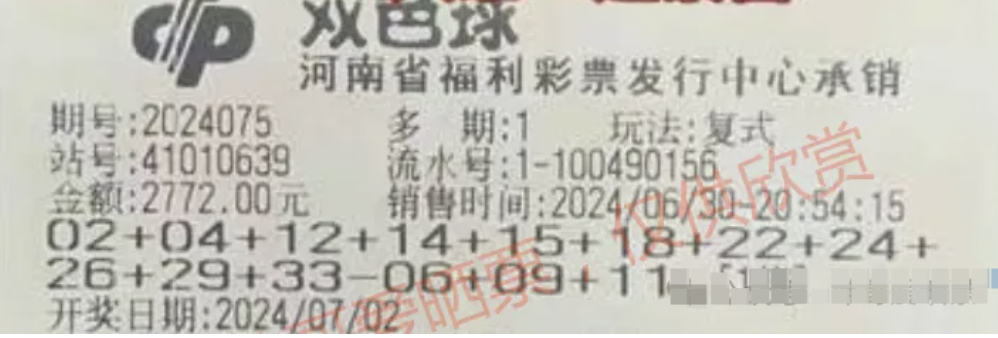 双色球
河南省福利彩票发行中心承销
期号:2024075 多 期:1 玩法:复式
站号:41010639 流水号:1-100490156
金额:2772.00元 销售时间:2024/06/30-20:54:15
02+04+12+14+15+18+22+24+
26+29+33-06+09+11
开奖日期:2024/07/02
晒票 仅供欣赏